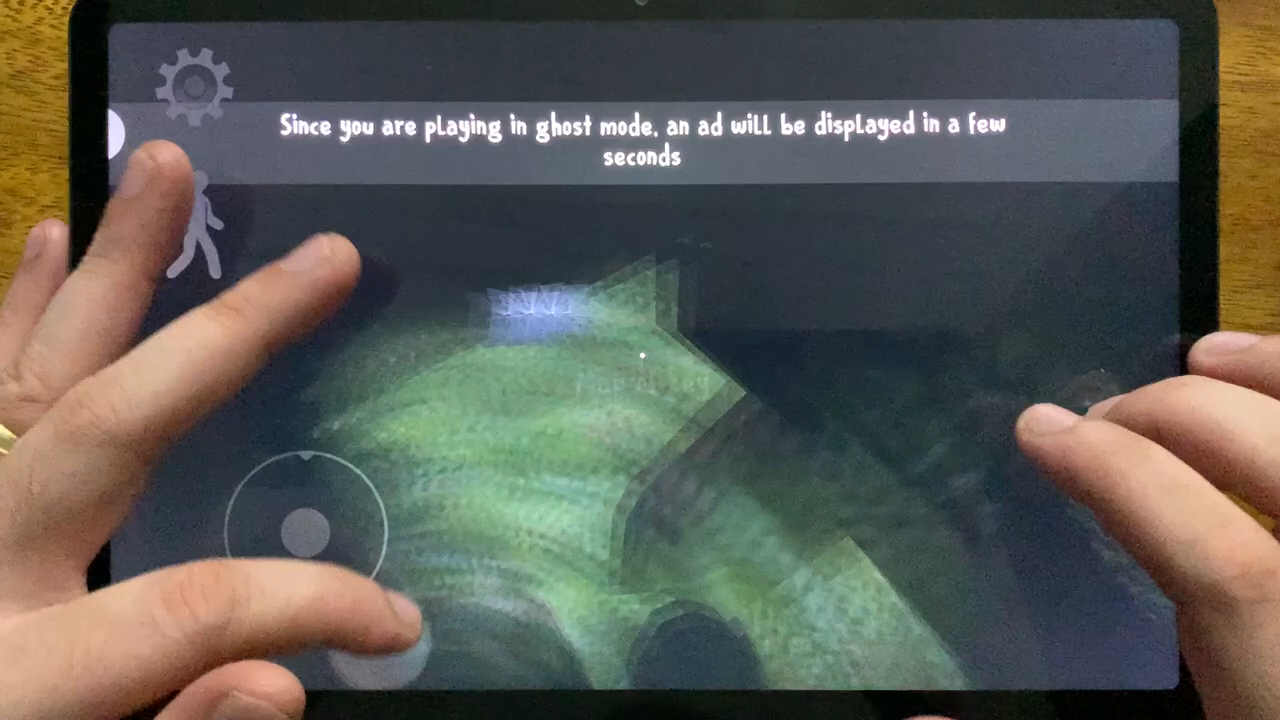 Since you are playing in ghost mode, an ad will be displayed in a few
seconds